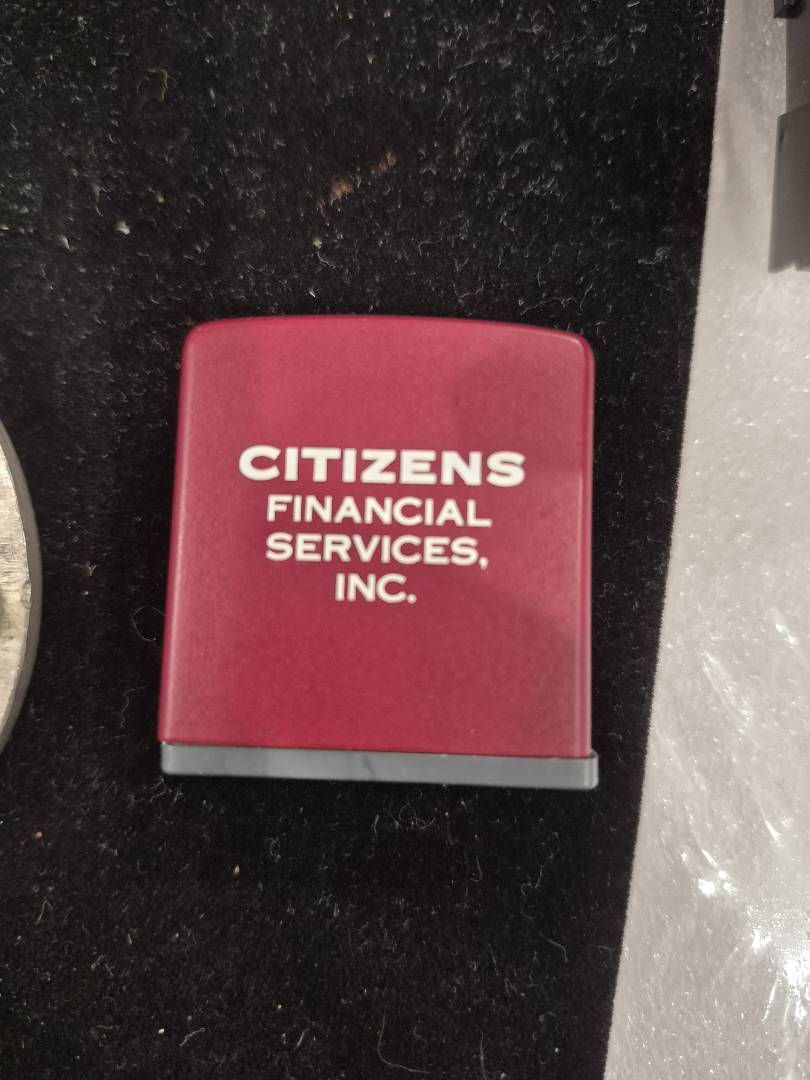 CITIZENS
FINANCIAL
SERVICES,
INC.